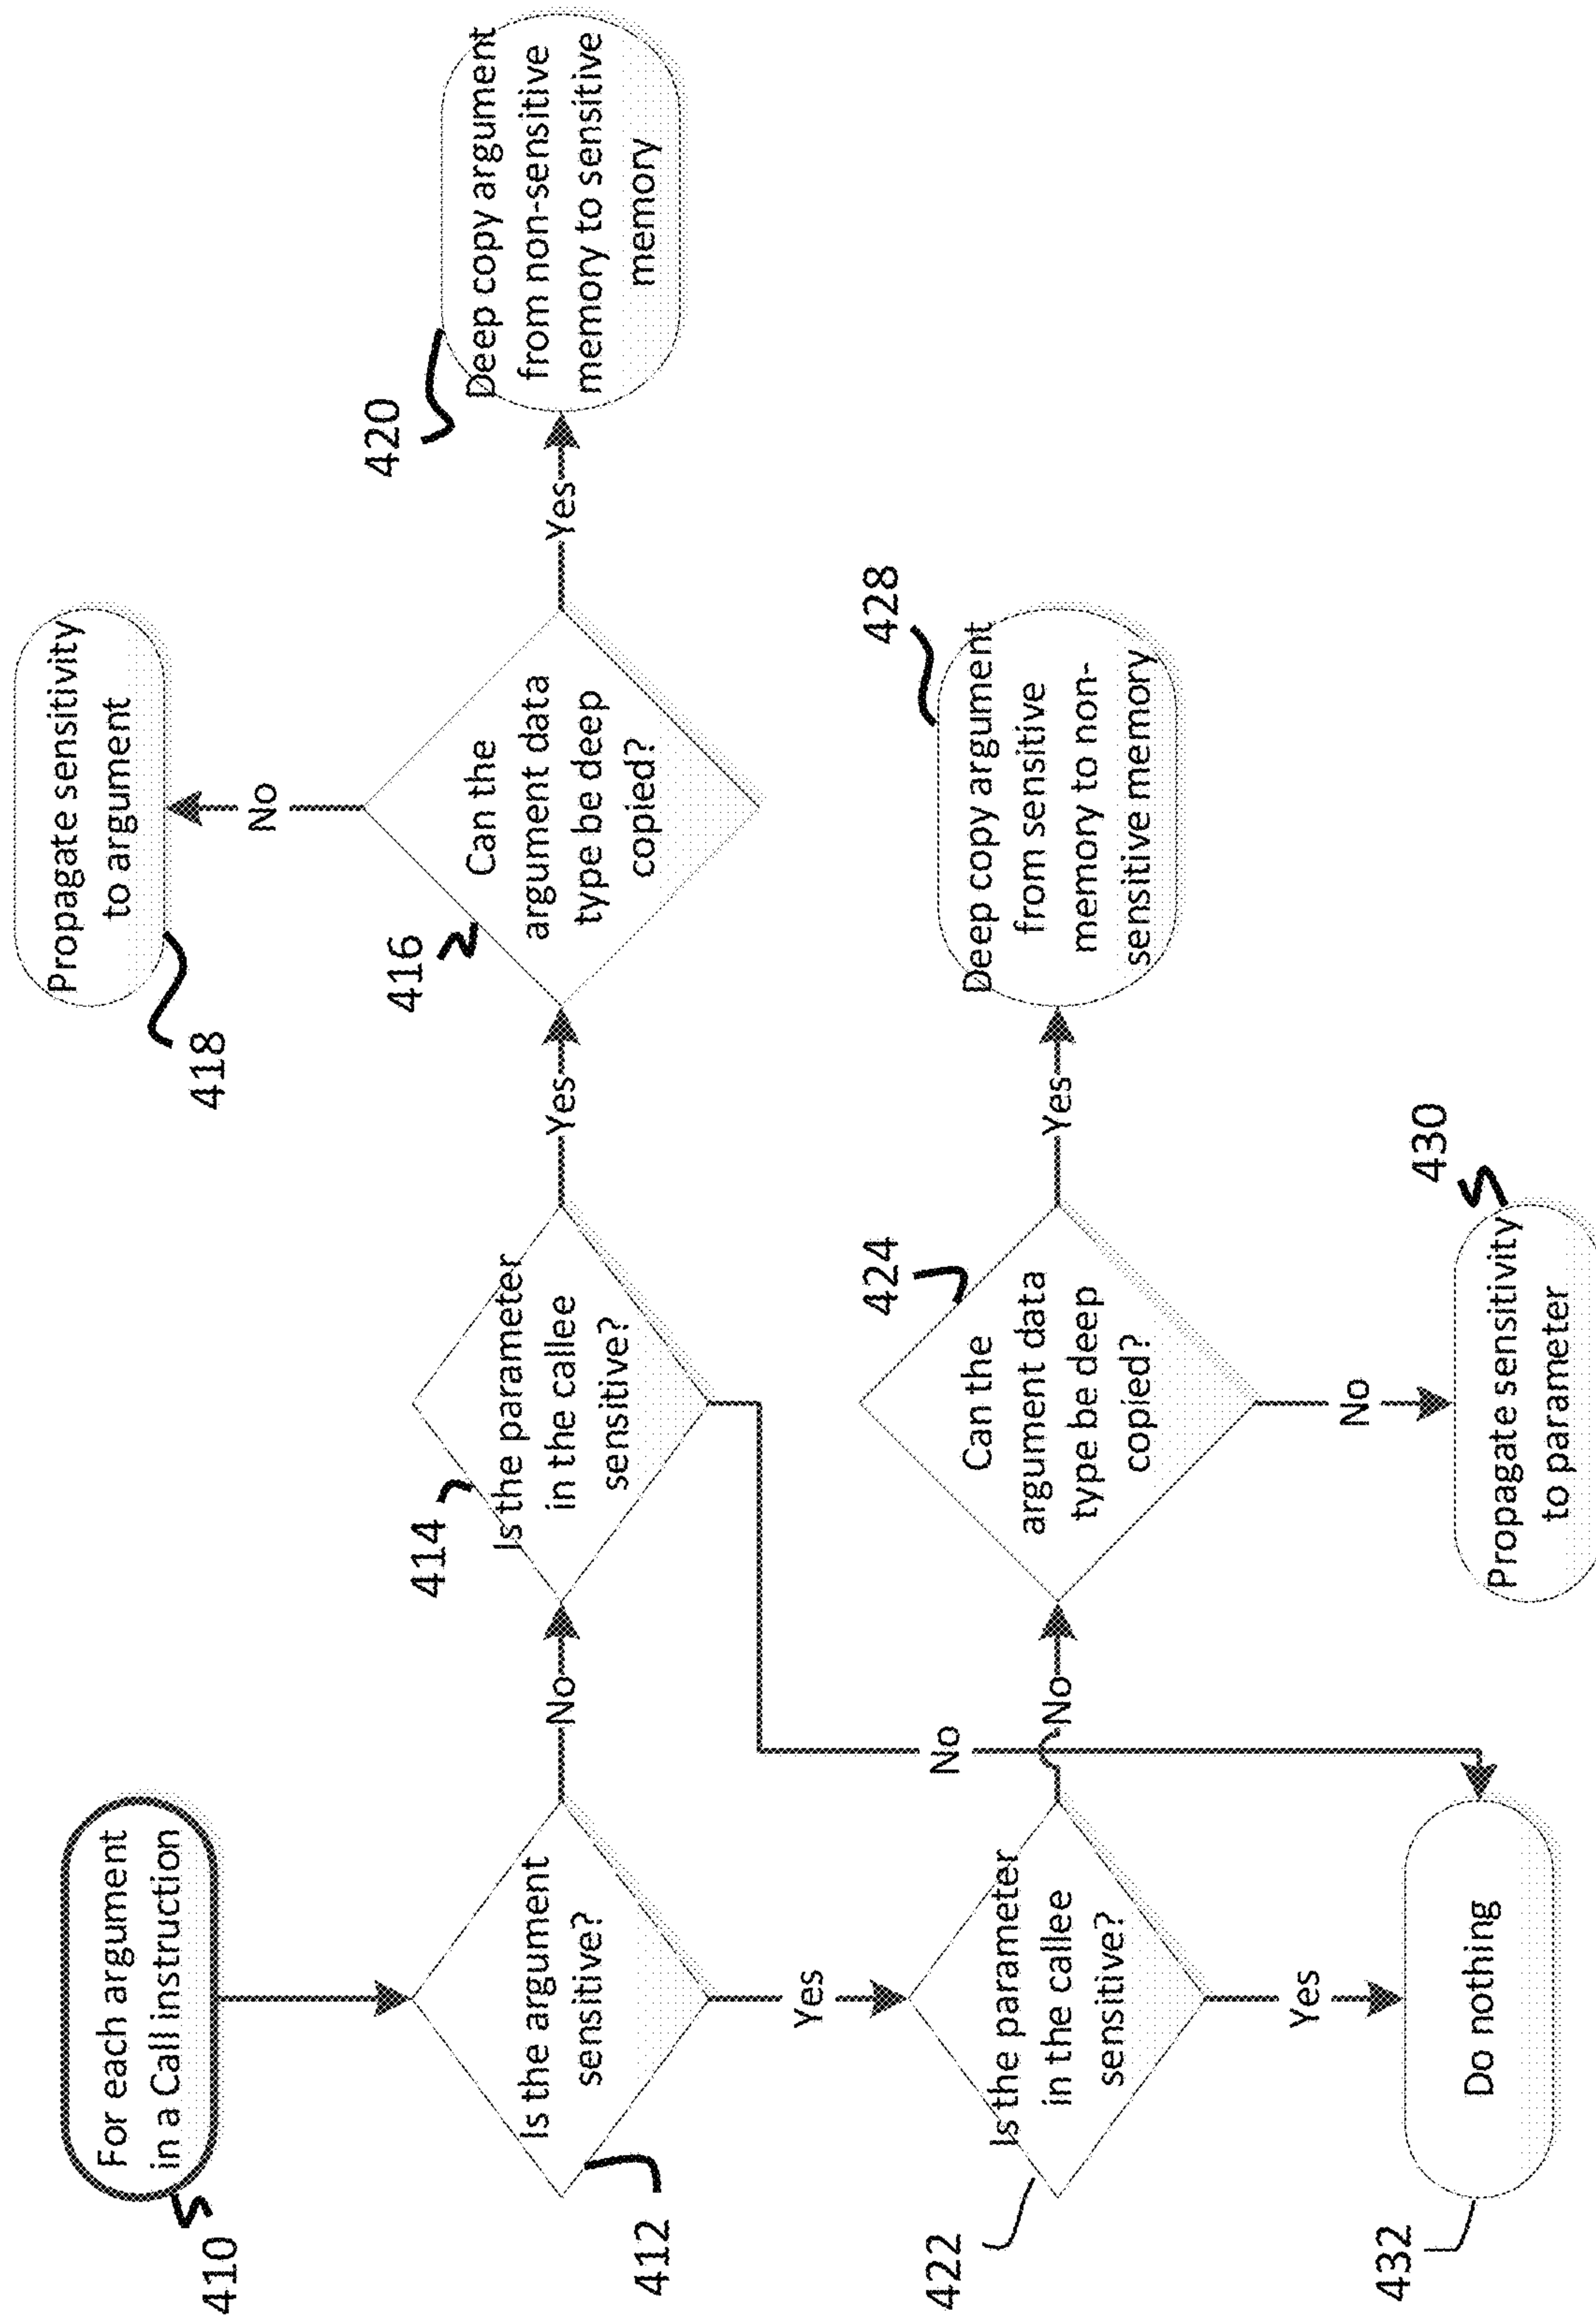 410
For each argument
in a Call instruction
412
Is the argument
sensitive?
No
Yes
414
Is the parameter
in the callee
sensitive?
Yes
No
416
Can the
argument data
type be deep
copied?
No
Yes
418
Propagate sensitivity
to argument
420
Deep copy argument
from non-sensitive
memory to sensitive
memory
422
Is the parameter
in the callee
sensitive?
No
Yes
424
Can the
argument data
type be deep
copied?
Yes
No
428
Deep copy argument
from sensitive
memory to non-
sensitive memory
430
Propagate sensitivity
to parameter
432
Do nothing